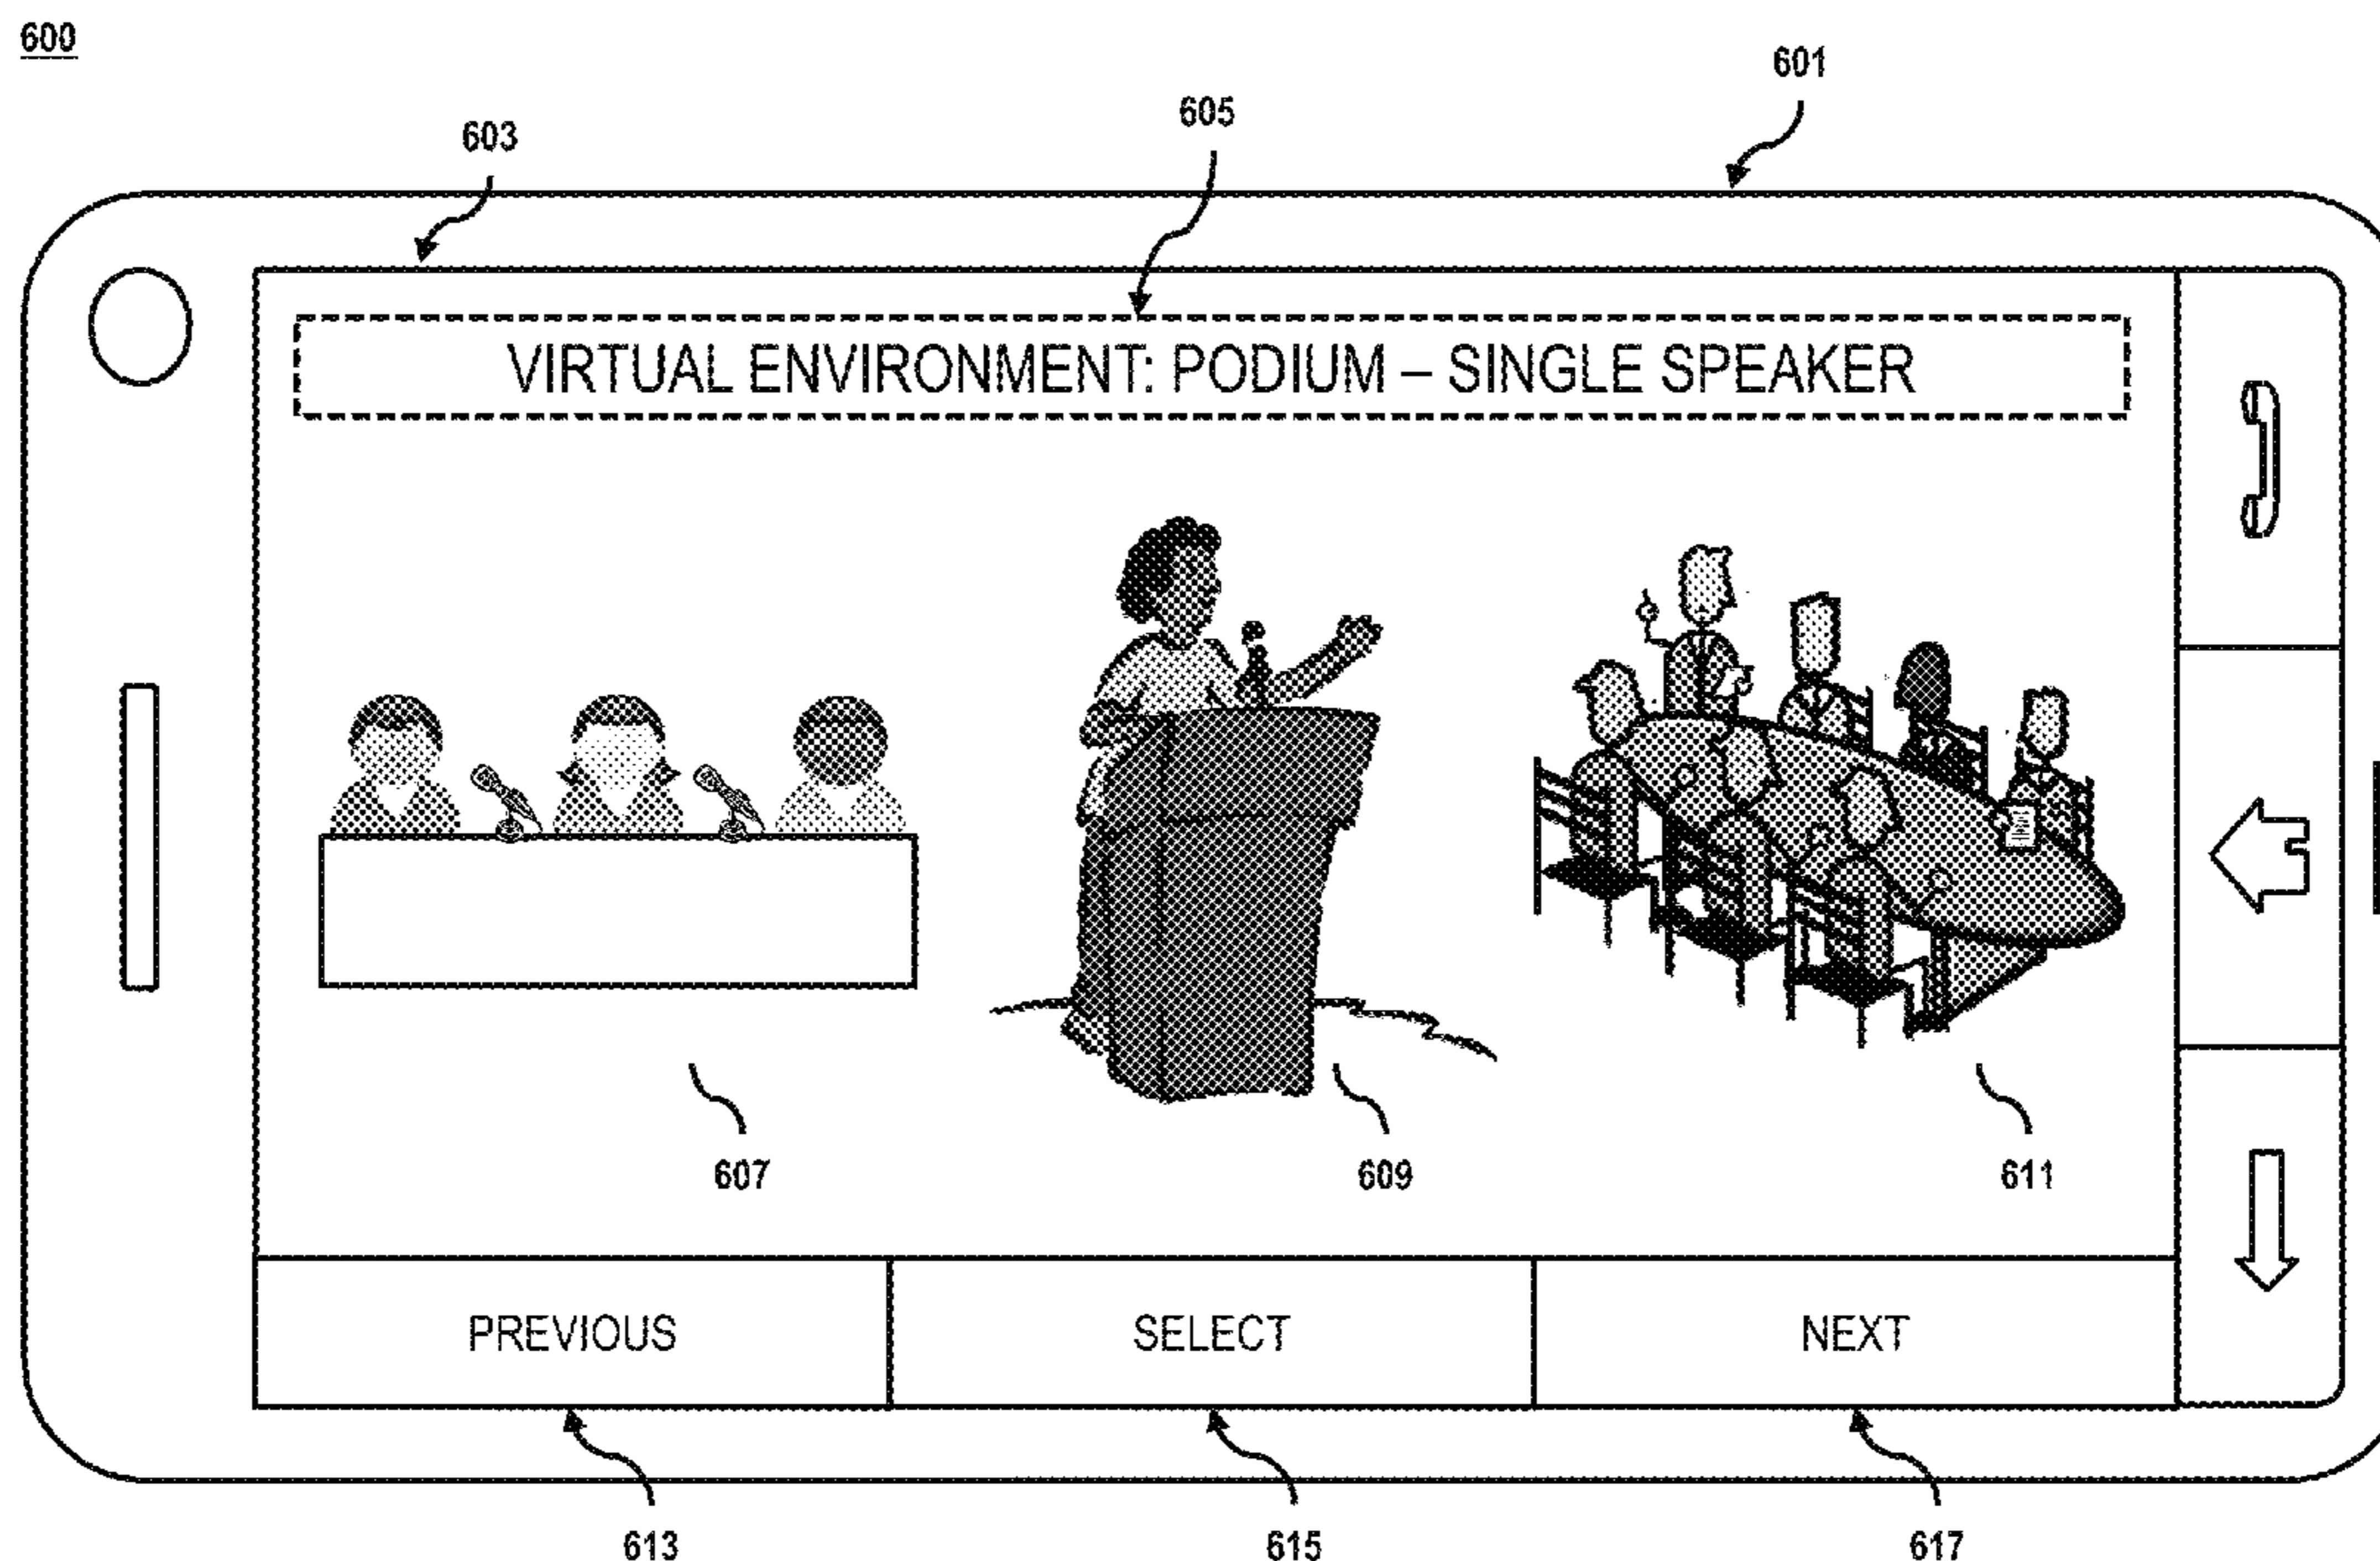 600
601
605
603
VIRTUAL ENVIRONMENT: PODIUM – SINGLE SPEAKER
607
609
611
PREVIOUS
SELECT
NEXT
613
615
617